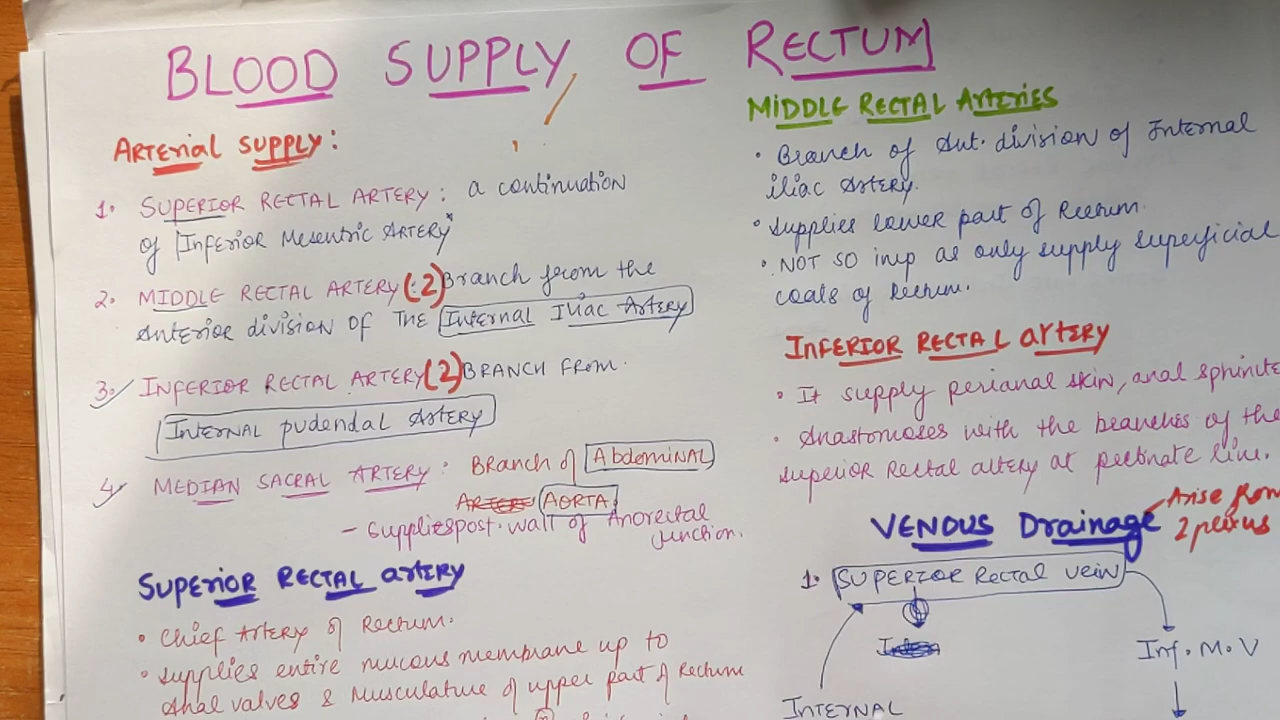 BLOOD SUPPLY OF RECTUM
ARTERIAL SUPPLY:
1. SUPERIOR RECTAL ARTERY: a continuation
of INFERIOR MESENTRIC ARTERY*
2. MIDDLE RECTAL ARTERY (2) Branch from the
Anterior division OF THE Internal Iliac Artery
3. INFERIOR RECTAL ARTERY (2) BRANCH FROM.
INTERNAL pudendal ARTERY
4. MEDIAN SACRAL ARTERY: BRANCH of Abdominal
AORTA.
- Supplies post. wall of Anorectal
junction.
SUPERIOR RECTAL ARTERY
• Chief Artery of Rectum.
• Supplies entire mucous membrane up to
Anal valves & Musculature of upper part of Rectum
MIDDLE RECTAL ARTERIES
• Branch of Ant. division of Internal
iliac Artery.
• Supplies lower part of Rectum.
• NOT SO imp as only supply superficial
coats of Rectum.
INFERIOR RECTAL ARTERY
• It supply perianal skin, anal sphincte
• Anastomoses with the branches of the
superior Rectal artery at pectinate line.
VENOUS Drainage
Arise from
2 plexus
1. SUPERIOR Rectal vein
Inf. M. V
INTERNAL